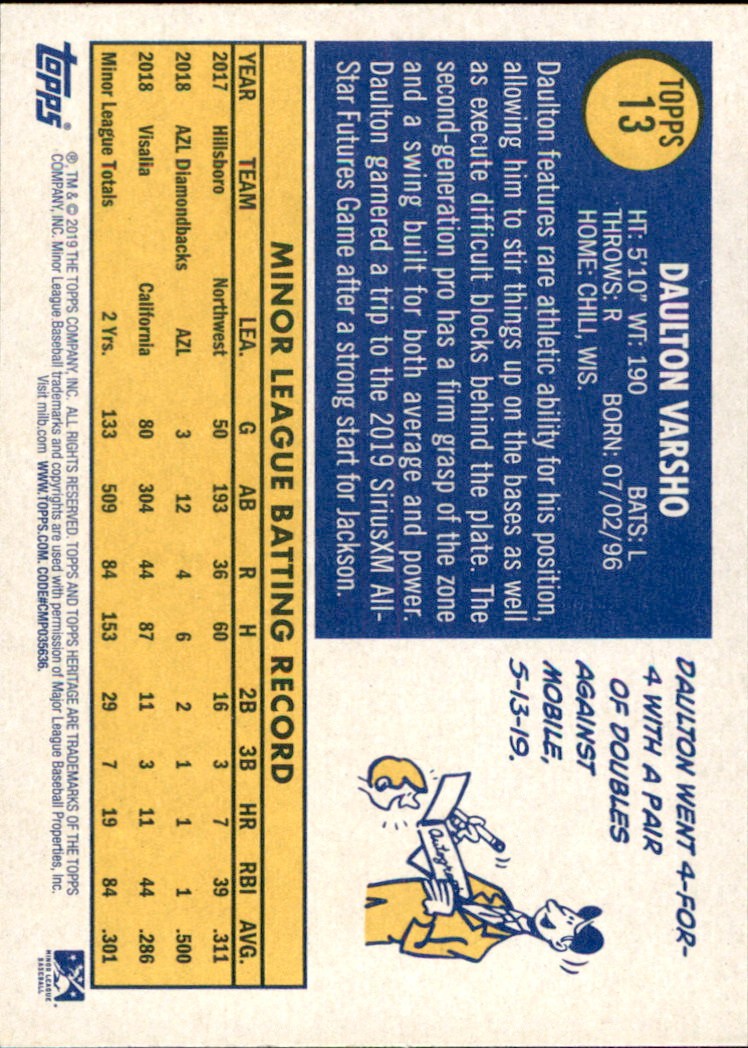 TOPPS
13
DAULTON VARSHO
HT: 5'10" WT: 190 BATS: L
THROWS: R BORN: 07/02/96
HOME: CHILI, WIS.
Daulton features rare athletic ability for his position,
allowing him to stir things up on the bases as well
as execute difficult blocks behind the plate. The
second-generation pro has a firm grasp of the zone
and a swing built for both average and power.
Daulton garnered a trip to the 2019 SiriusXM All-
Star Futures Game after a strong start for Jackson.
DAULTON WENT 4-FOR-
4 WITH A PAIR
OF DOUBLES
AGAINST
MOBILE,
5-13-19.
Autograph
MINOR LEAGUE BATTING RECORD
YEAR TEAM LEA. G AB R H 2B 3B HR RBI AVG.
2017 Hillsboro Northwest 50 193 36 60 16 3 7 39 .311
2018 AZL Diamondbacks AZL 3 12 4 6 2 1 1 1 .500
2018 Visalia California 80 304 44 87 11 3 11 44 .286
Minor League Totals 2 Yrs. 133 509 84 153 29 7 19 84 .301
topps®
®, TM & © 2019 THE TOPPS COMPANY, INC. ALL RIGHTS RESERVED. TOPPS AND TOPPS HERITAGE ARE TRADEMARKS OF THE TOPPS
COMPANY, INC. Minor League Baseball trademarks and copyrights are used with permission of Major League Baseball Properties, Inc.
Visit milb.com WWW.TOPPS.COM. CODE#CMP035636.
MINOR LEAGUE
BASEBALL